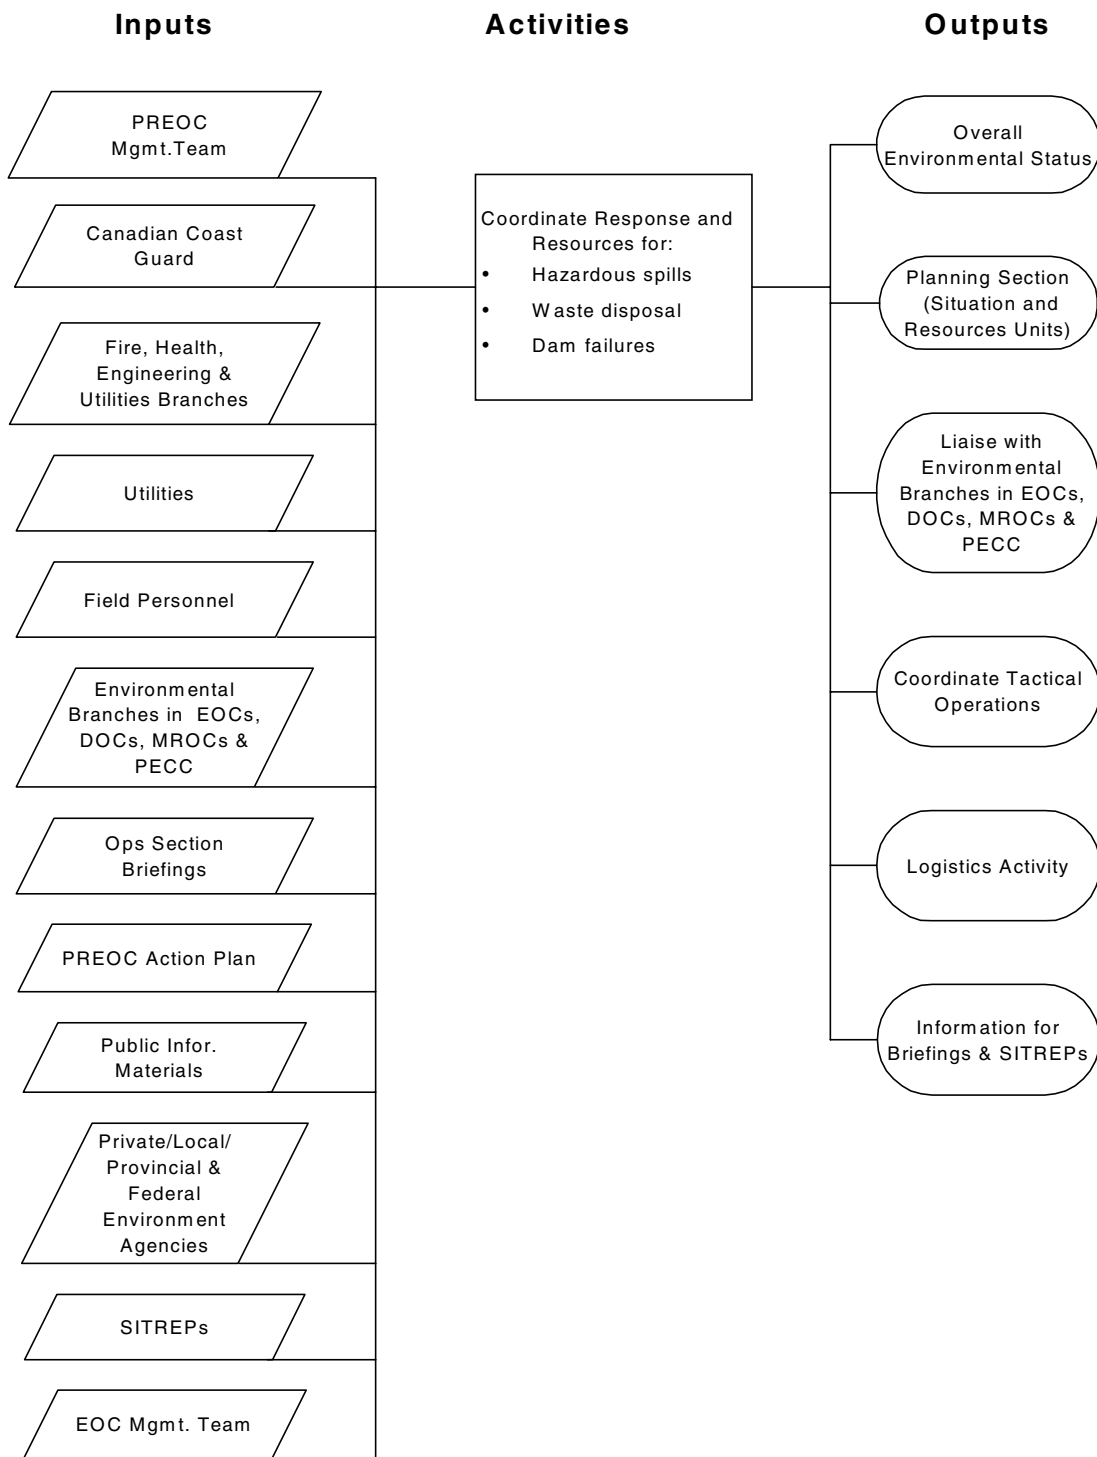 Inputs
Activities
Outputs
PREOC
Mgmt.Team
Canadian Coast
Guard
Fire, Health,
Engineering &
Utilities Branches
Utilities
Field Personnel
Environmental
Branches in EOCs,
DOCs, MROCs &
PECC
Ops Section
Briefings
PREOC Action Plan
Public Infor.
Materials
Private/Local/
Provincial &
Federal
Environment
Agencies
SITREPs
EOC Mgmt. Team
Coordinate Response and
Resources for:
• Hazardous spills
• Waste disposal
• Dam failures
Overall
Environmental Status
Planning Section
(Situation and
Resources Units)
Liaise with
Environmental
Branches in EOCs,
DOCs, MROCs &
PECC
Coordinate Tactical
Operations
Logistics Activity
Information for
Briefings & SITREPs